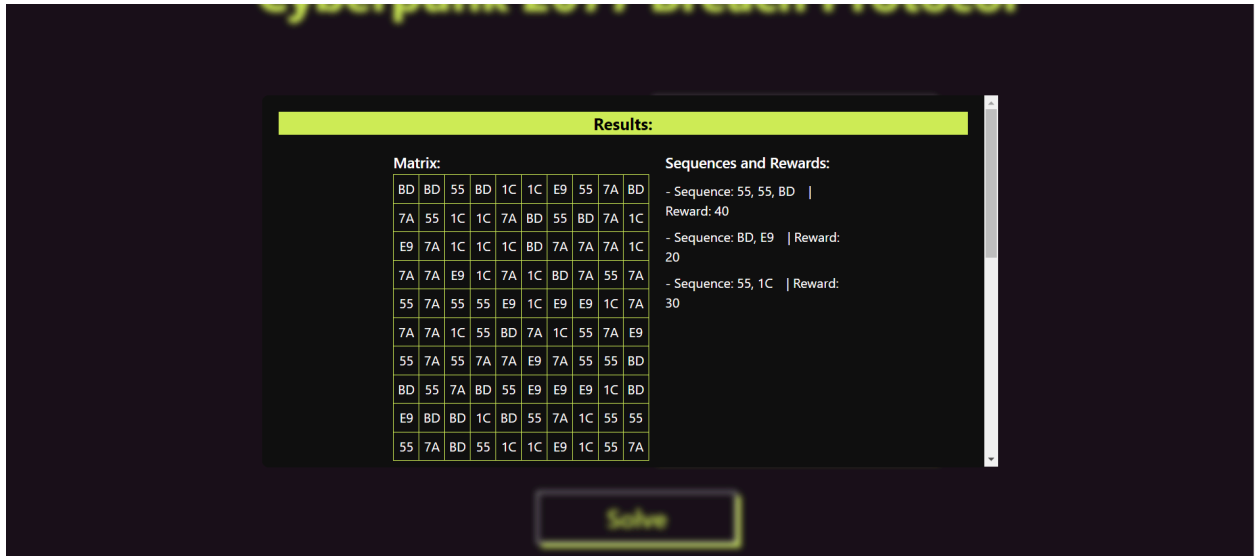 Cyberpunk 2077 Breach Protocol
Results:
Matrix:
BD BD 55 BD 1C 1C E9 55 7A BD
7A 55 1C 1C 7A BD 55 BD 7A 1C
E9 7A 1C 1C 1C BD 7A 7A 7A 1C
7A 7A E9 1C 7A 1C BD 7A 55 7A
55 7A 55 55 E9 1C E9 E9 1C 7A
7A 7A 1C 55 BD 7A 1C 55 7A E9
55 7A 55 7A 7A E9 7A 55 55 BD
BD 55 7A BD 55 E9 E9 E9 1C BD
E9 BD BD 1C BD 55 7A 1C 55 55
55 7A BD 55 1C 1C E9 1C 55 7A
Sequences and Rewards:
- Sequence: 55, 55, BD |
Reward: 40
- Sequence: BD, E9 | Reward:
20
- Sequence: 55, 1C | Reward:
30
Solve